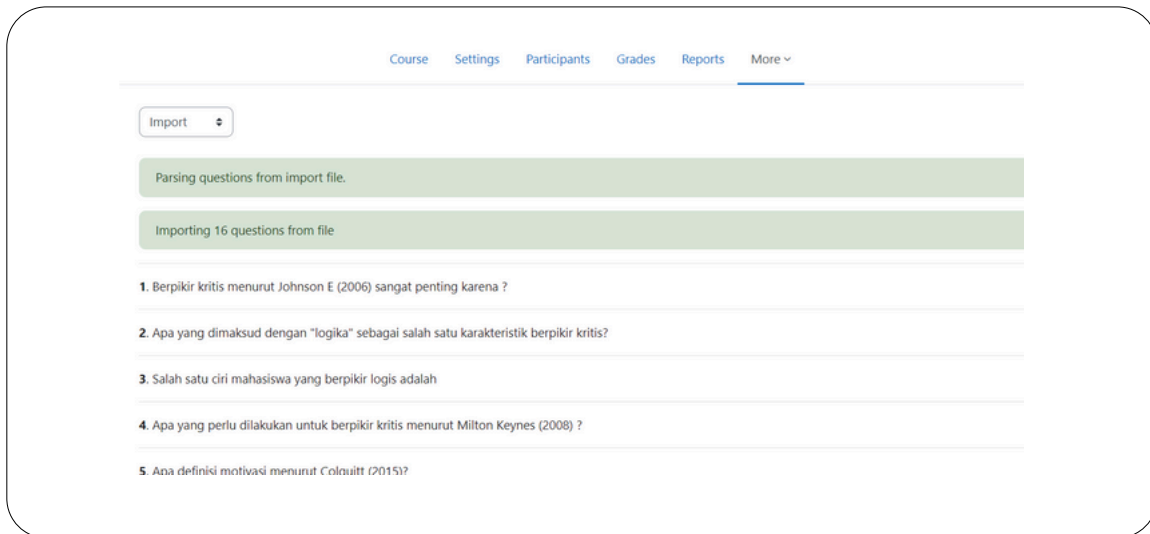 Course Settings Participants Grades Reports More
Import
Parsing questions from import file.
Importing 16 questions from file
1. Berpikir kritis menurut Johnson E (2006) sangat penting karena ?
2. Apa yang dimaksud dengan "logika" sebagai salah satu karakteristik berpikir kritis?
3. Salah satu ciri mahasiswa yang berpikir logis adalah
4. Apa yang perlu dilakukan untuk berpikir kritis menurut Milton Keynes (2008) ?
5. Apa definisi motivasi menurut Colquitt (2015)?